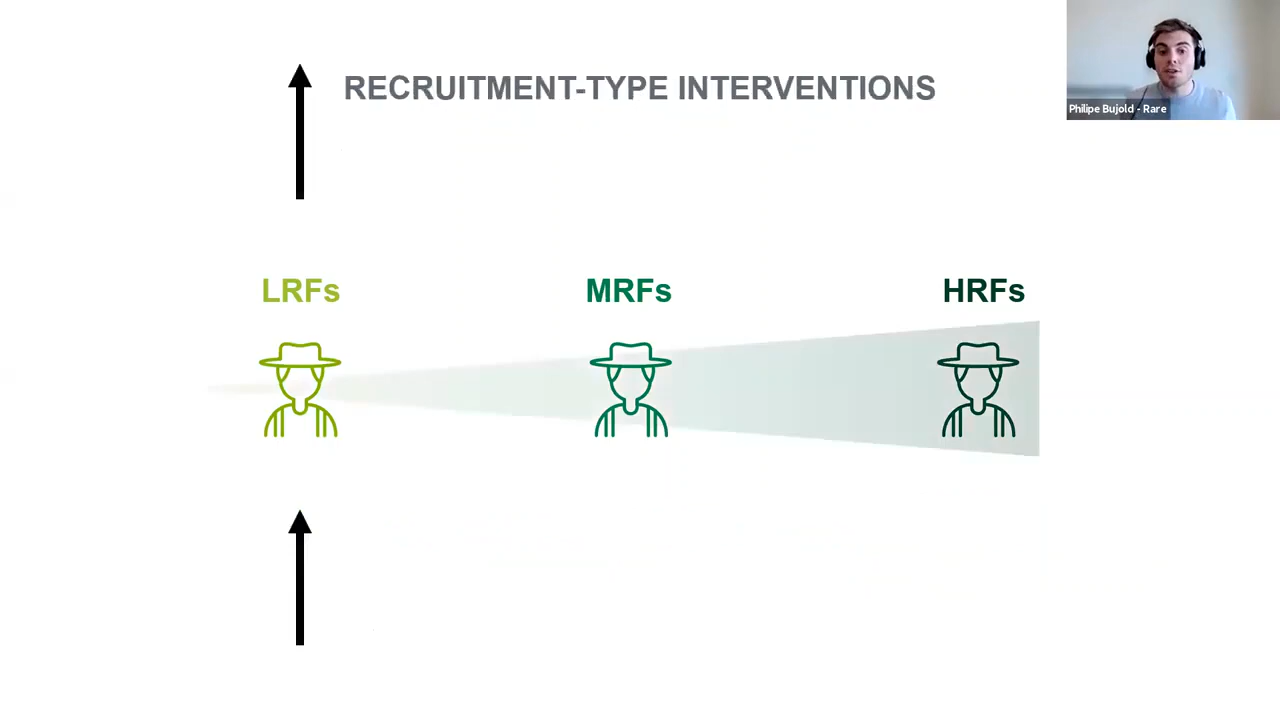 RECRUITMENT-TYPE INTERVENTIONS
Philipe Bujold - Rare
LRFs
MRFs
HRFs